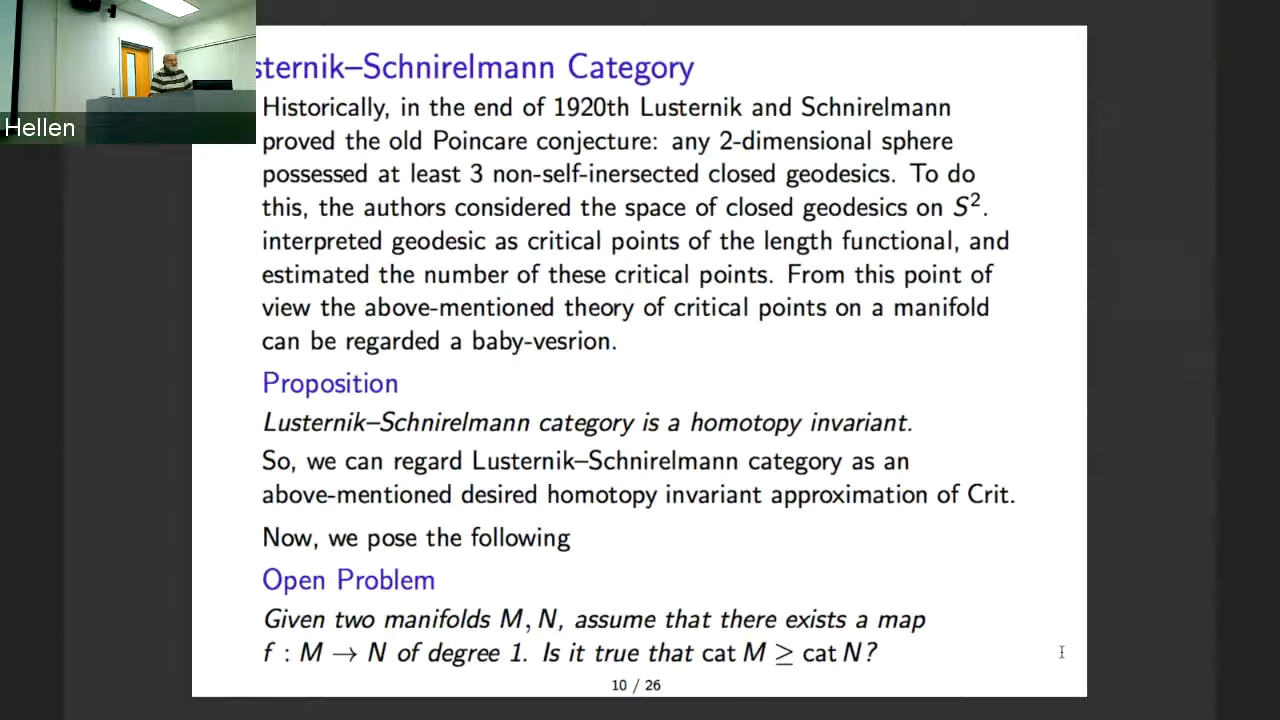 sternik–Schnirelmann Category
Historically, in the end of 1920th Lusternik and Schnirelmann
proved the old Poincare conjecture: any 2-dimensional sphere
possessed at least 3 non-self-inersected closed geodesics. To do
this, the authors considered the space of closed geodesics on S².
interpreted geodesic as critical points of the length functional, and
estimated the number of these critical points. From this point of
view the above-mentioned theory of critical points on a manifold
can be regarded a baby-vesrion.
Proposition
Lusternik–Schnirelmann category is a homotopy invariant.
So, we can regard Lusternik–Schnirelmann category as an
above-mentioned desired homotopy invariant approximation of Crit.
Now, we pose the following
Open Problem
Given two manifolds M, N, assume that there exists a map
f : M → N of degree 1. Is it true that cat M ≥ cat N?
10 / 26
Hellen